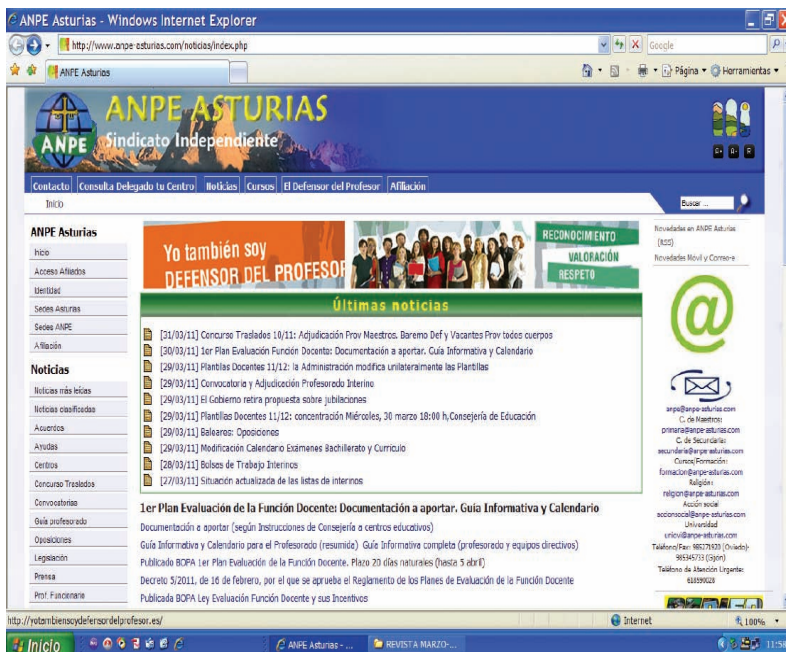 ANPE Asturias - Windows Internet Explorer
http://www.anpe-asturias.com/noticias/index.php
Google
ANPE Asturias
Página
Herramientas
ANPE ASTURIAS
Sindicato Independiente
ANPE
Contacto
Consulta Delegado tu Centro
Noticias
Cursos
El Defensor del Profesor
Afiliación
Inicio
Buscar ...
ANPE Asturias
Inicio
Acceso Afiliados
Identidad
Sedes Asturias
Sedes ANPE
Afiliación
Noticias
Noticias más leídas
Noticias clasificadas
Acuerdos
Ayudas
Centros
Concurso Traslados
Convocatorias
Guía profesorado
Oposiciones
Legislación
Prensa
Prof. Funcionario
Yo también soy
DEFENSOR DEL PROFESOR
RECONOCIMIENTO
VALORACIÓN
RESPETO
Últimas noticias
[31/03/11] Concurso Traslados 10/11: Adjudicación Prov Maestros. Baremo Def y Vacantes Prov todos cuerpos
[30/03/11] 1er Plan Evaluación Función Docente: Documentación a aportar. Guía Informativa y Calendario
[29/03/11] Plantillas Docentes 11/12: la Administración modifica unilateralmente las Plantillas
[29/03/11] Convocatoria y Adjudicación Profesorado Interino
[29/03/11] El Gobierno retira propuesta sobre jubilaciones
[29/03/11] Plantillas Docentes 11/12: concentración Miércoles, 30 marzo 18:00 h,Consejería de Educación
[29/03/11] Baleares: Oposiciones
[29/03/11] Modificación Calendario Exámenes Bachillerato y Currículo
[28/03/11] Bolsas de Trabajo Interinos
[27/03/11] Situación actualizada de las listas de interinos
1er Plan Evaluación de la Función Docente: Documentación a aportar. Guía Informativa y Calendario
Documentación a aportar (según Instrucciones de Consejería a centros educativos)
Guía Informativa y Calendario para el Profesorado (resumida) Guía Informativa completa (profesorado y equipos directivos)
Publicado BOPA 1er Plan Evaluación de la Función Docente. Plazo 20 días naturales (hasta 5 abril)
Decreto 5/2011, de 16 de febrero, por el que se aprueba el Reglamento de los Planes de Evaluación de la Función Docente
Publicada BOPA Ley Evaluación Función Docente y sus Incentivos
Novedades en ANPE Asturias
(RSS)
Novedades Móvil y Correo-e
@
anpe@anpe-asturias.com
C. de Maestros:
primaria@anpe-asturias.com
C. de Secundaria:
secundaria@anpe-asturias.com
Cursos/Formación:
formacion@anpe-asturias.com
Religión:
religion@anpe-asturias.com
Acción social
accionsocial@anpe-asturias.com
Universidad
uniovi@anpe-asturias.com
Teléfono/Fax: 985271920 (Oviedo)-
985345733 (Gijón)
Teléfono de Atención Urgente:
618590028
http://yotambiensoydefensordelprofesor.es/
Internet
100%
Inicio
ANPE Asturias - ...
REVISTA MARZO-...
11:58